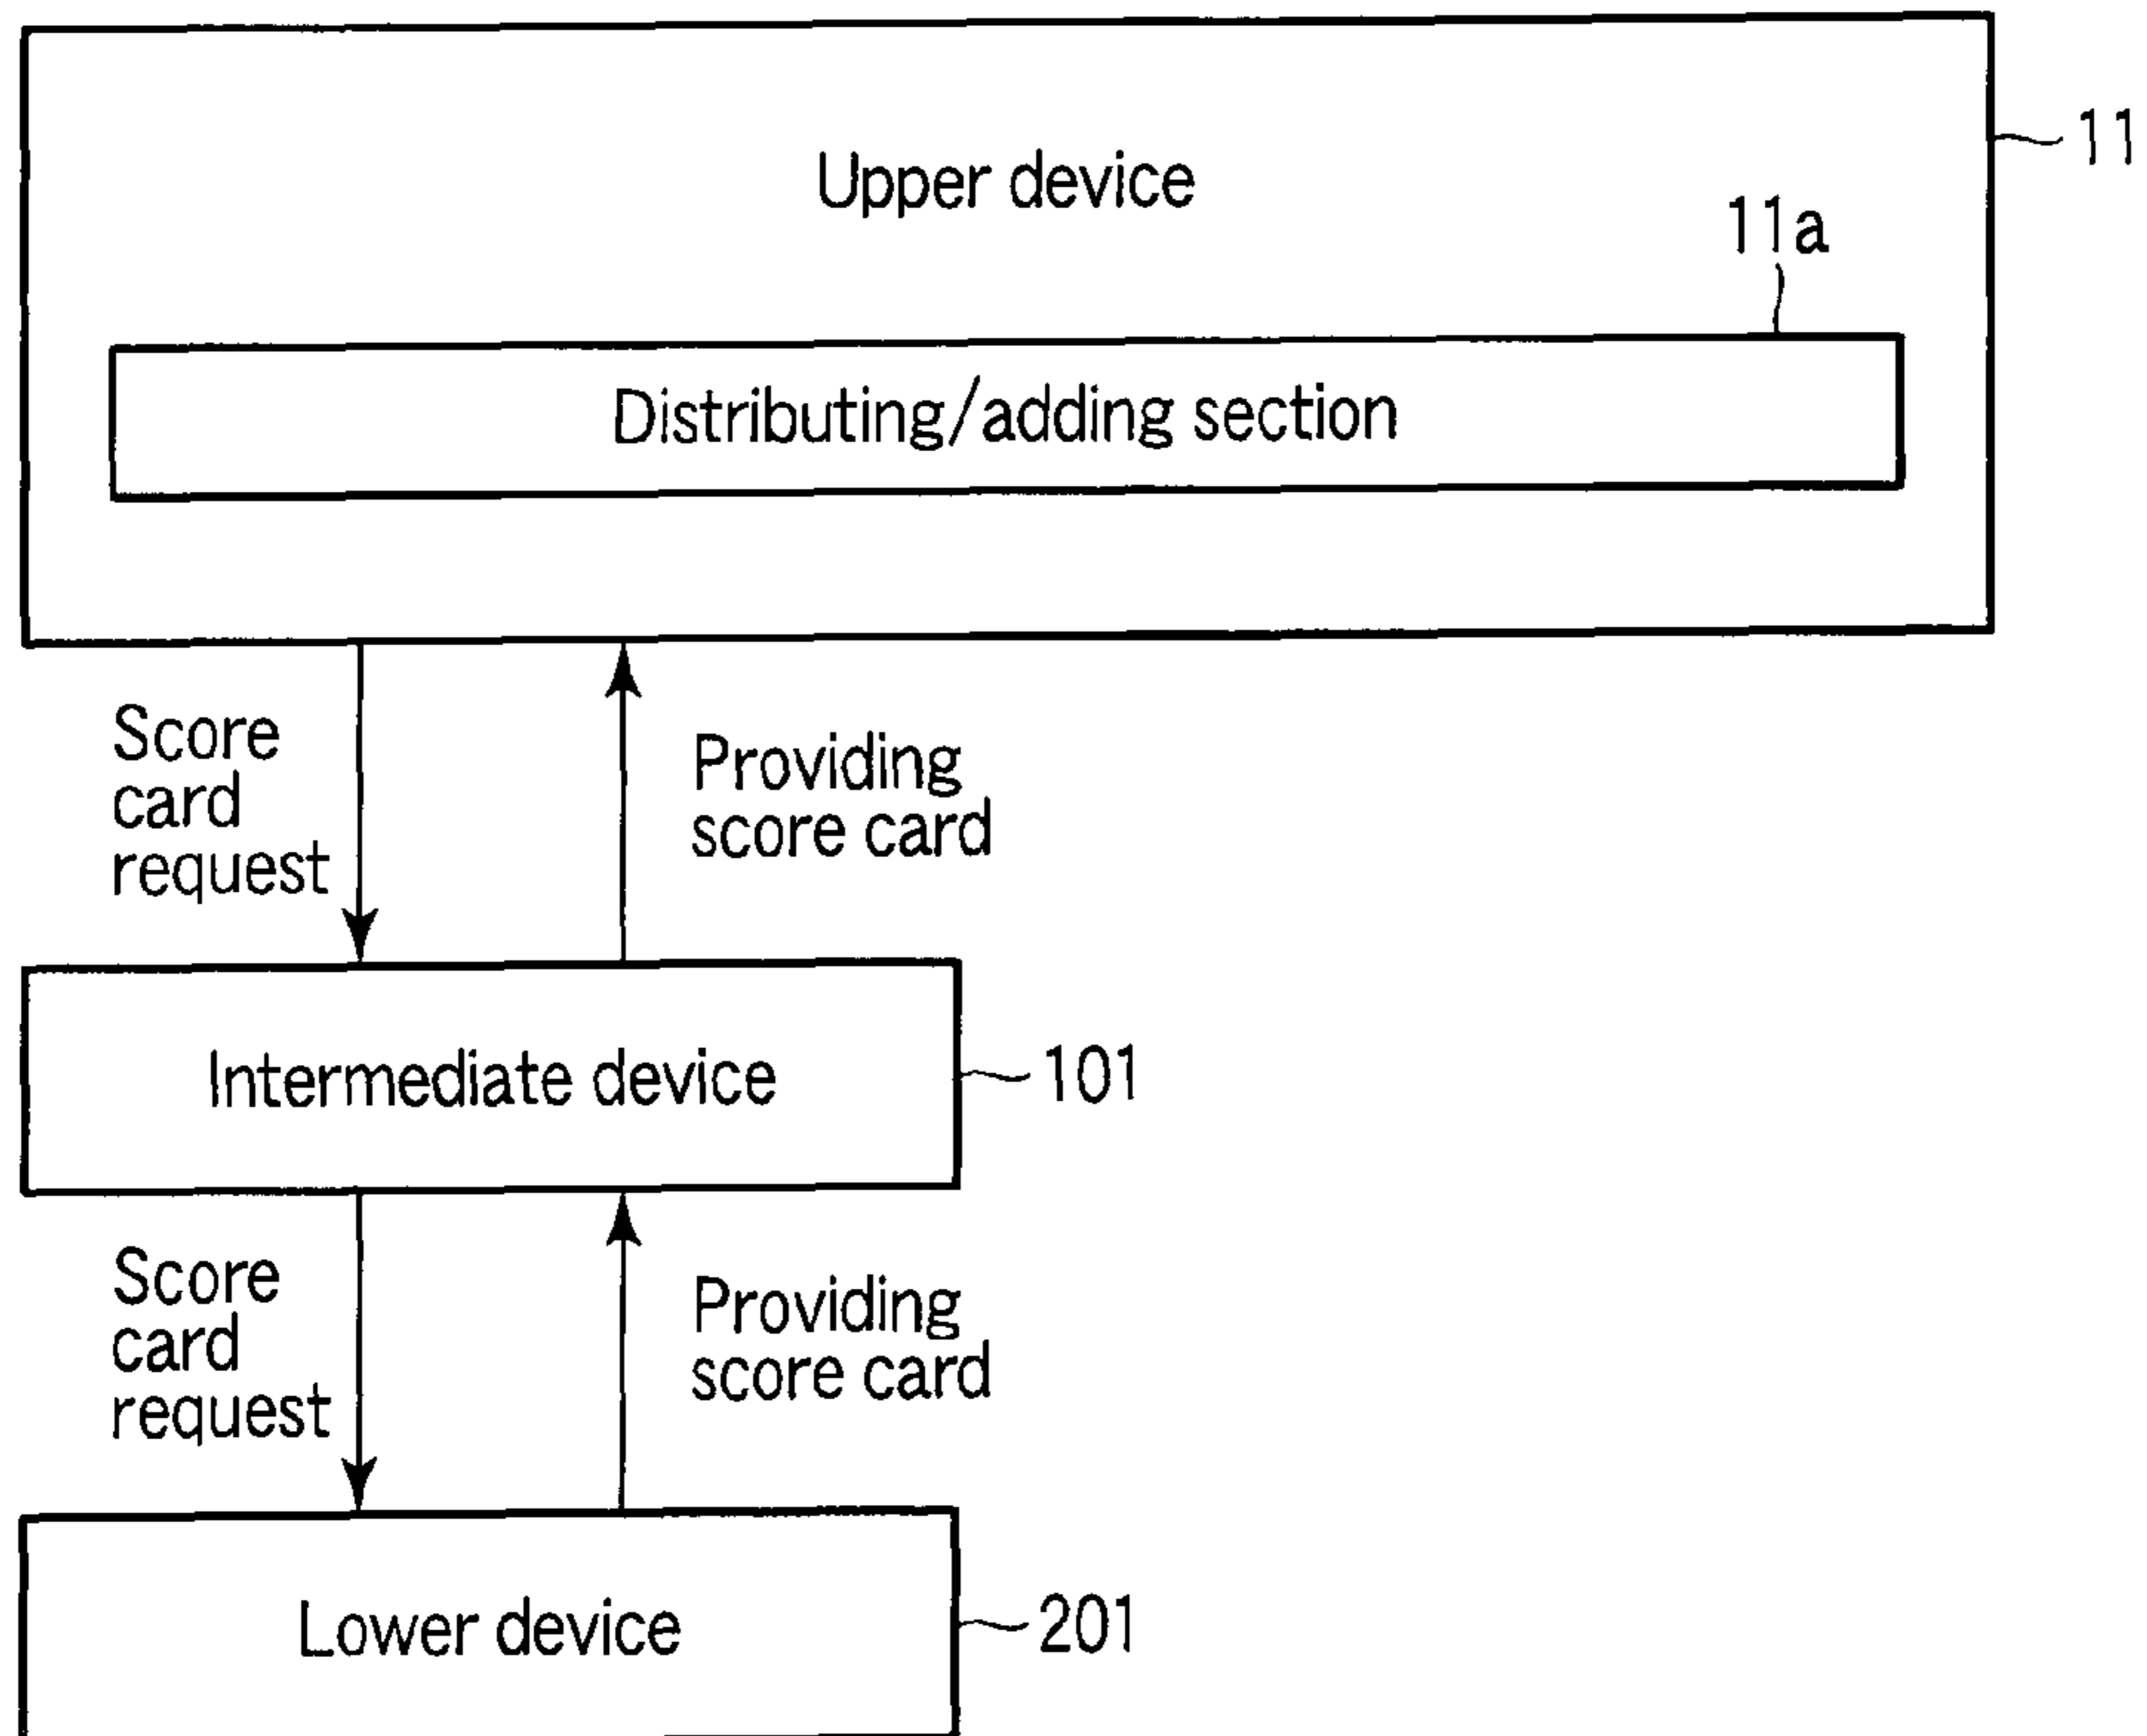 Upper device
11
11a
Distributing/adding section
Score
card
request
Providing
score card
Intermediate device
101
Score
card
request
Providing
score card
Lower device
201